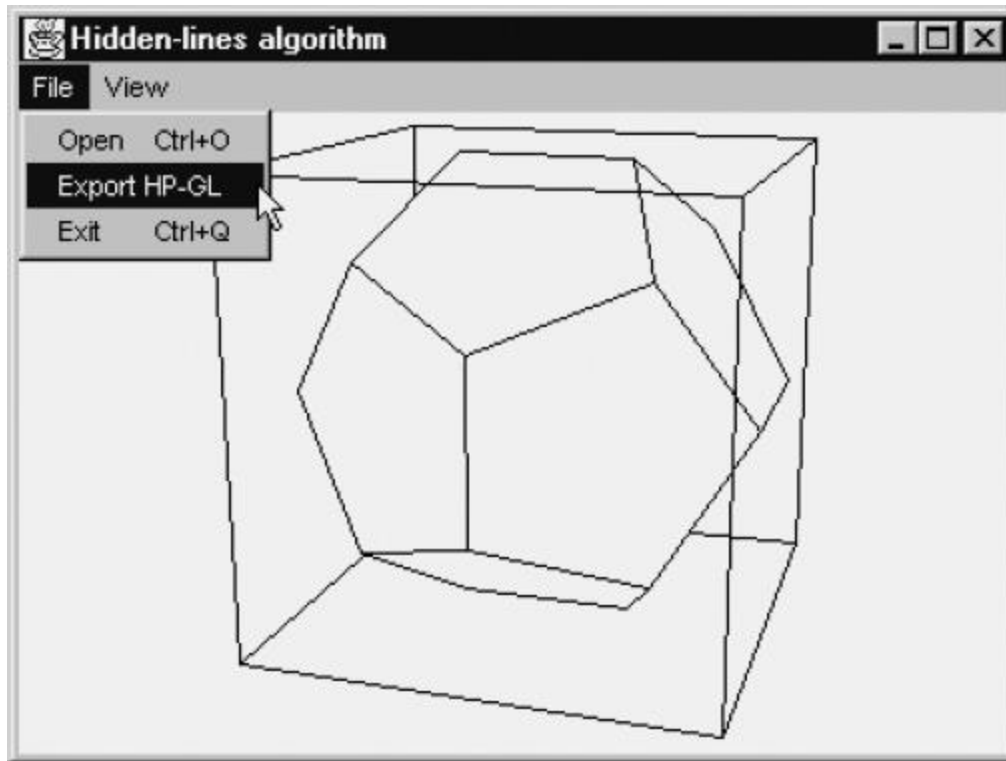 Hidden-lines algorithm
File View
Open Ctrl+O
Export HP-GL
Exit Ctrl+Q